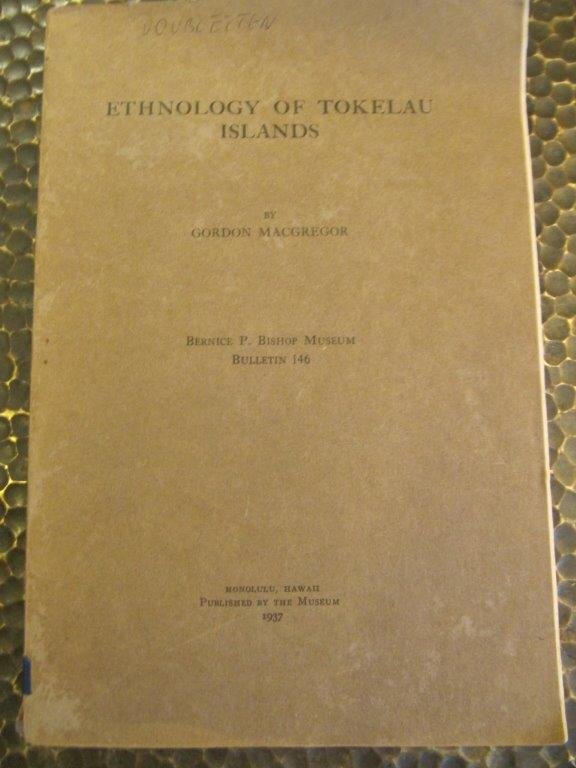 DOUBLETTEN
ETHNOLOGY OF TOKELAU
ISLANDS
BY
GORDON MACGREGOR
BERNICE P. BISHOP MUSEUM
BULLETIN 146
HONOLULU, HAWAII
PUBLISHED BY THE MUSEUM
1937